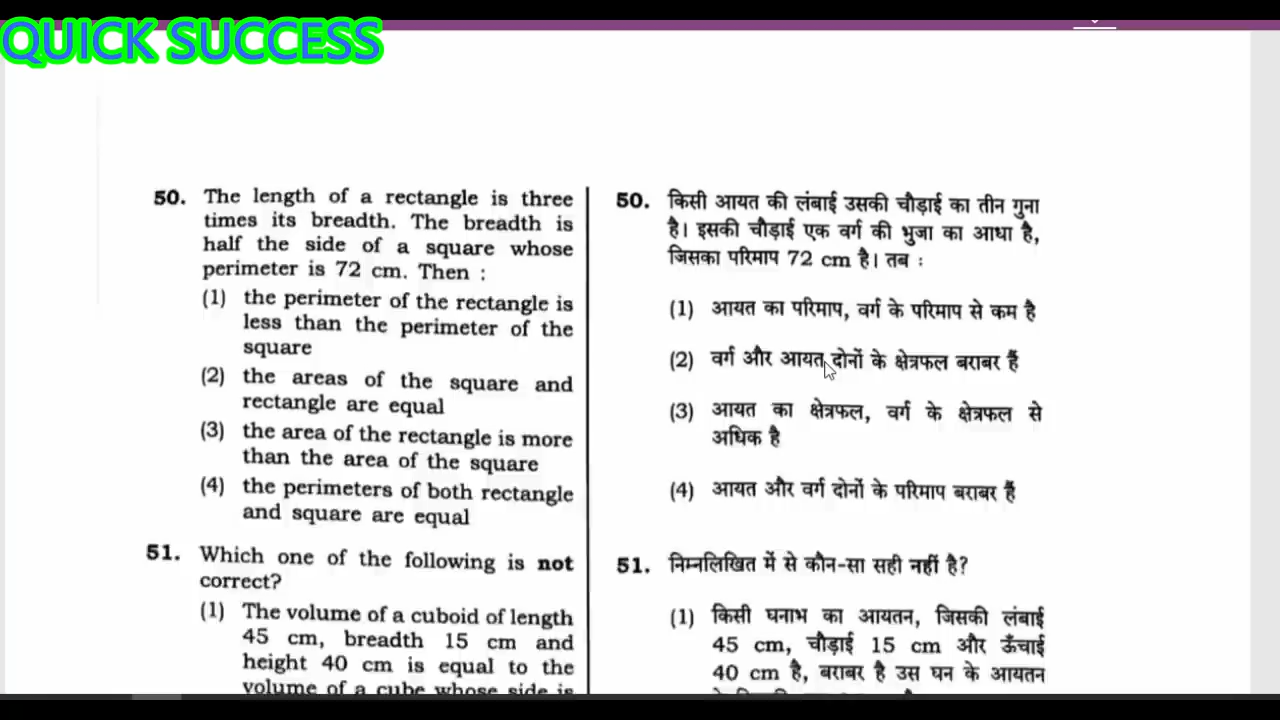 QUICK SUCCESS
50. The length of a rectangle is three
times its breadth. The breadth is
half the side of a square whose
perimeter is 72 cm. Then :
(1) the perimeter of the rectangle is
less than the perimeter of the
square
(2) the areas of the square and
rectangle are equal
(3) the area of the rectangle is more
than the area of the square
(4) the perimeters of both rectangle
and square are equal
51. Which one of the following is not
correct?
(1) The volume of a cuboid of length
45 cm, breadth 15 cm and
height 40 cm is equal to the
volume of a cube whose side is
50. किसी आयत की लंबाई उसकी चौड़ाई का तीन गुना
है। इसकी चौड़ाई एक वर्ग की भुजा का आधा है,
जिसका परिमाप 72 cm है। तब :
(1) आयत का परिमाप, वर्ग के परिमाप से कम है
(2) वर्ग और आयत दोनों के क्षेत्रफल बराबर हैं
(3) आयत का क्षेत्रफल, वर्ग के क्षेत्रफल से
अधिक है
(4) आयत और वर्ग दोनों के परिमाप बराबर हैं
51. निम्नलिखित में से कौन-सा सही नहीं है?
(1) किसी घनाभ का आयतन, जिसकी लंबाई
45 cm, चौड़ाई 15 cm और ऊँचाई
40 cm है, बराबर है उस घन के आयतन